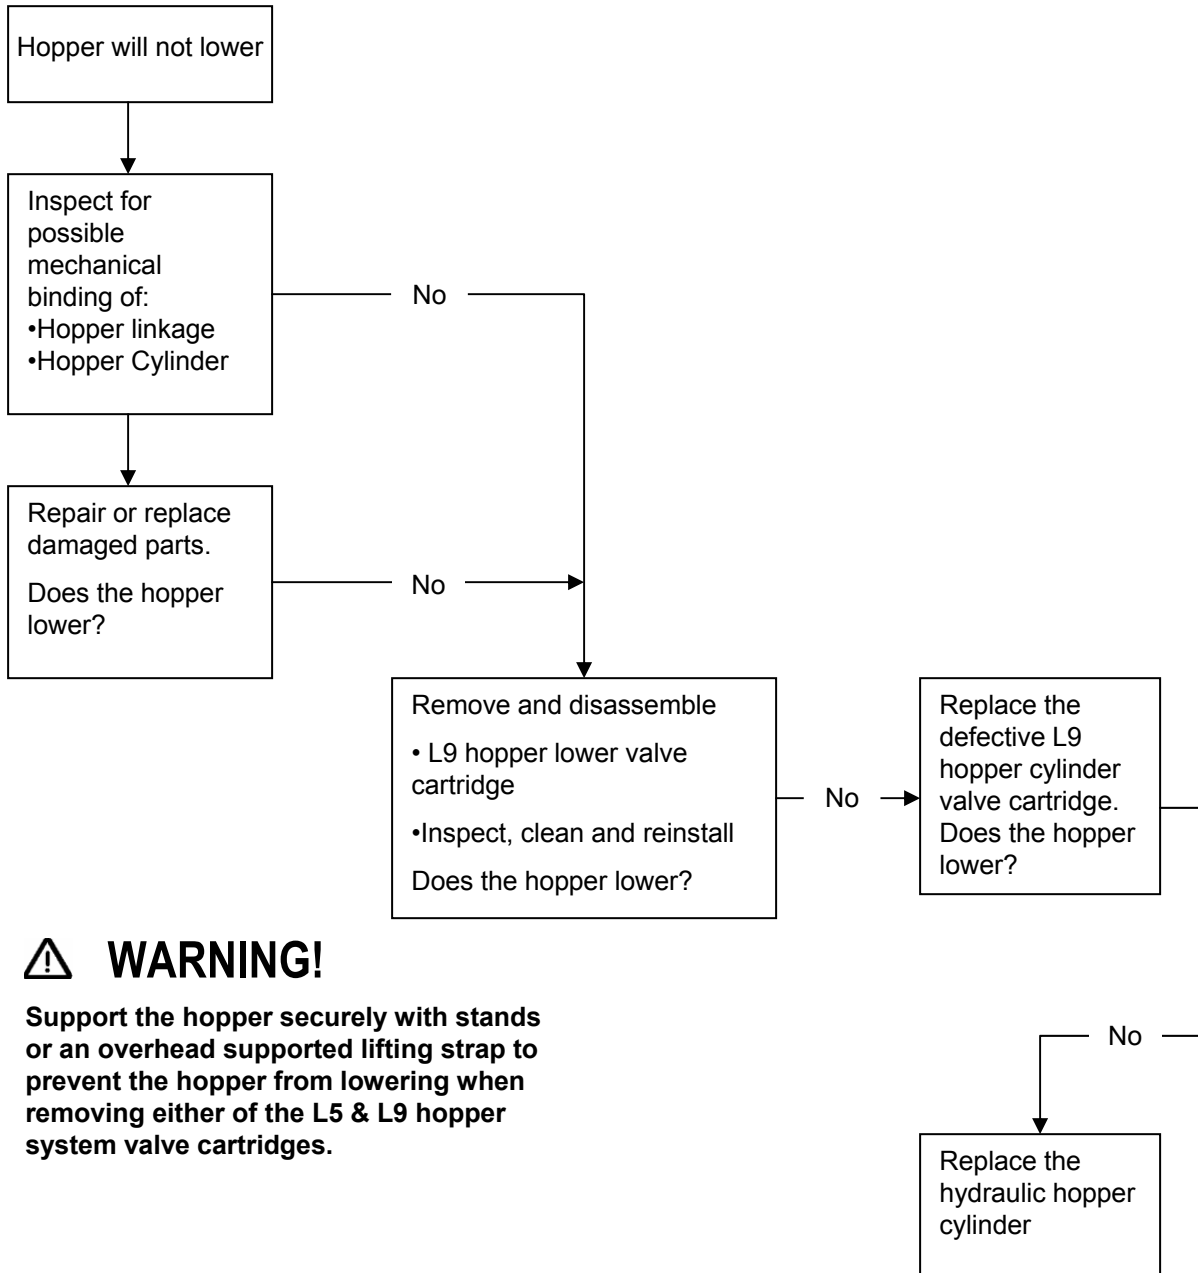 Hopper will not lower
Inspect for
possible
mechanical
binding of:
•Hopper linkage
•Hopper Cylinder
No
Repair or replace
damaged parts.
Does the hopper
lower?
No
Remove and disassemble
• L9 hopper lower valve
cartridge
•Inspect, clean and reinstall
Does the hopper lower?
No
Replace the
defective L9
hopper cylinder
valve cartridge.
Does the hopper
lower?
WARNING!
Support the hopper securely with stands
or an overhead supported lifting strap to
prevent the hopper from lowering when
removing either of the L5 & L9 hopper
system valve cartridges.
No
Replace the
hydraulic hopper
cylinder